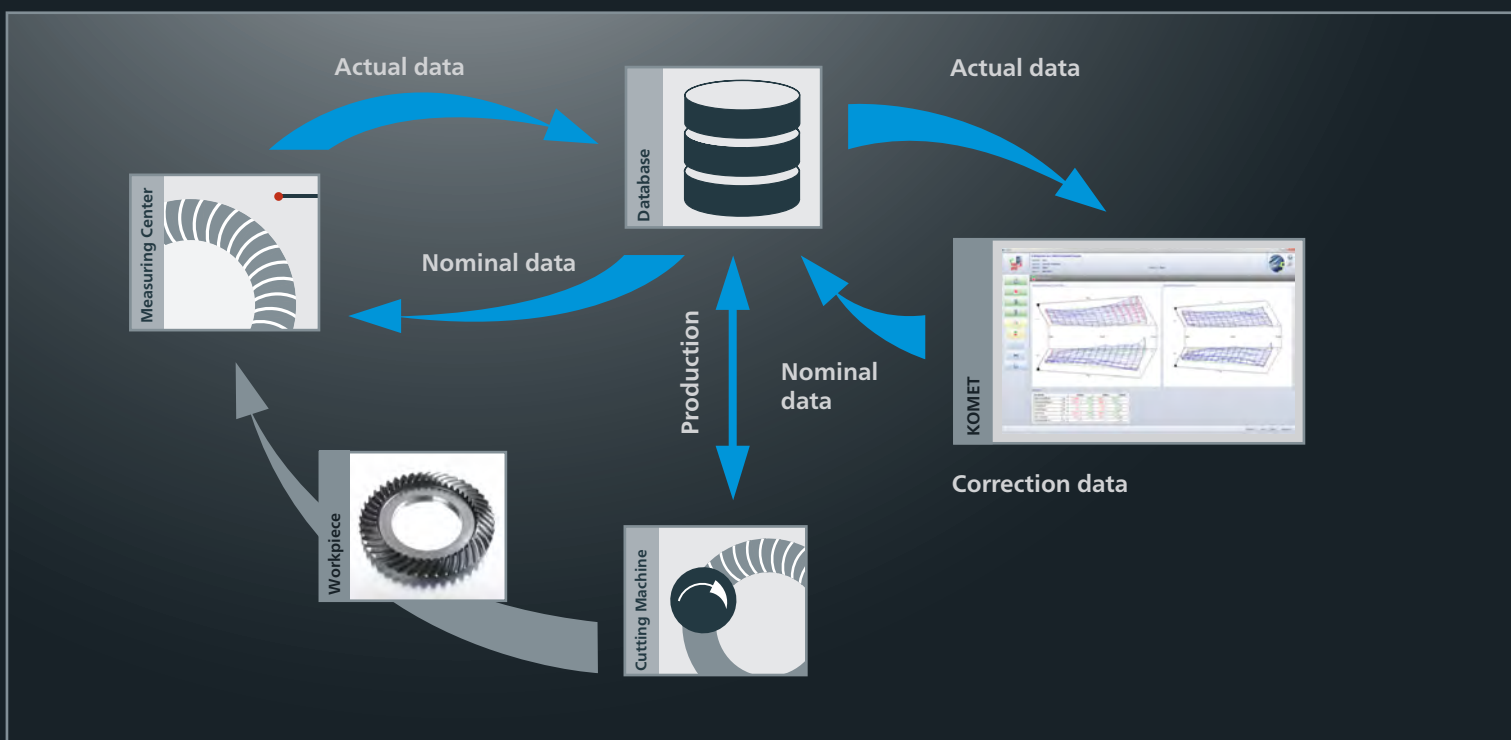 Actual data
Actual data
Database
Measuring Center
Nominal data
Production
Nominal
data
KOMET
Correction data
Workpiece
Cutting Machine